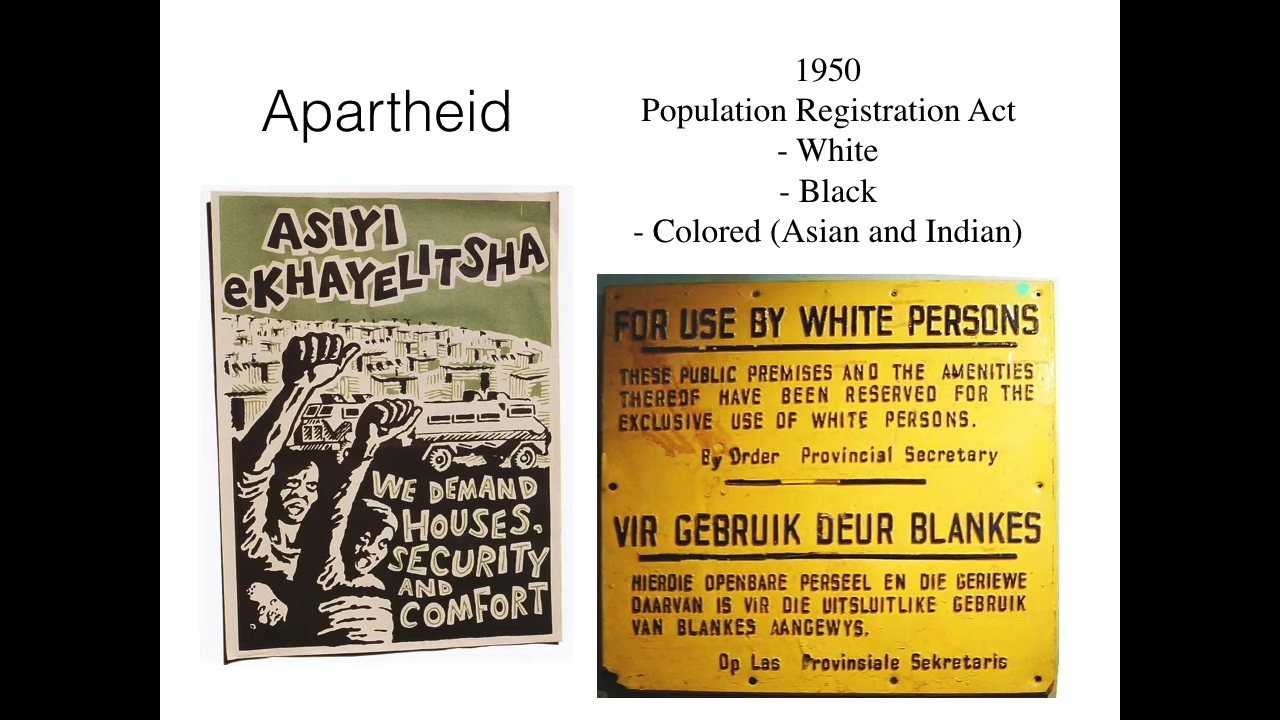 Apartheid
1950
Population Registration Act
- White
- Black
- Colored (Asian and Indian)
ASIYI
eKHAYELITSHA
WE DEMAND
HOUSES,
SECURITY
AND
COMFORT
FOR USE BY WHITE PERSONS
THESE PUBLIC PREMISES AND THE AMENITIES
THEREOF HAVE BEEN RESERVED FOR THE
EXCLUSIVE USE OF WHITE PERSONS.
By Order Provincial Secretary
VIR GEBRUIK DEUR BLANKES
HIERDIE OPENBARE PERSEEL EN DIE GERIEWE
DAARVAN IS VIR DIE UITSLUITLIKE GEBRUIK
VAN BLANKES AANGEWYS.
Op Las Provinsiale Sekretaris